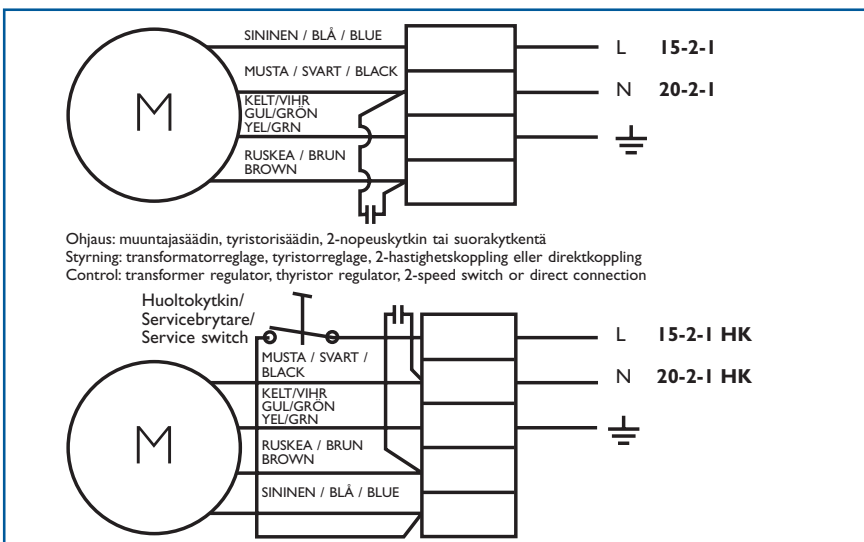 SININEN / BLÅ / BLUE
L 15-2-1
MUSTA / SVART / BLACK
N 20-2-1
KELT/VIHR
GUL/GRÖN
YEL/GRN
M
RUSKEA / BRUN
BROWN
Ohjaus: muuntajasäädin, tyristorisäädin, 2-nopeuskytkin tai suorakytkentä
Styrning: transformatorreglage, tyristorreglage, 2-hastighetskoppling eller direktkoppling
Control: transformer regulator, thyristor regulator, 2-speed switch or direct connection
Huoltokytkin/
Servicebrytare/
Service switch
L 15-2-1 HK
MUSTA / SVART /
BLACK
N 20-2-1 HK
KELT/VIHR
GUL/GRÖN
YEL/GRN
M
RUSKEA / BRUN
BROWN
SININEN / BLÅ / BLUE